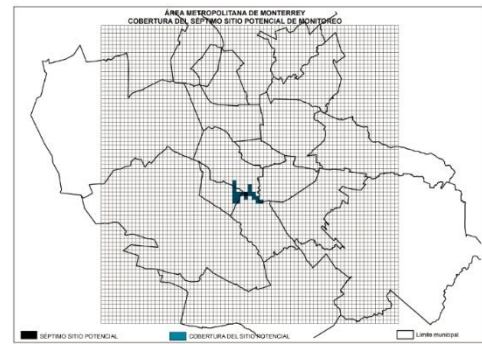 ÁREA METROPOLITANA DE MONTERREY
COBERTURA DEL SÉPTIMO SITIO POTENCIAL DE MONITOREO
SÉPTIMO SITIO POTENCIAL
COBERTURA DEL SITIO POTENCIAL
Límite municipal